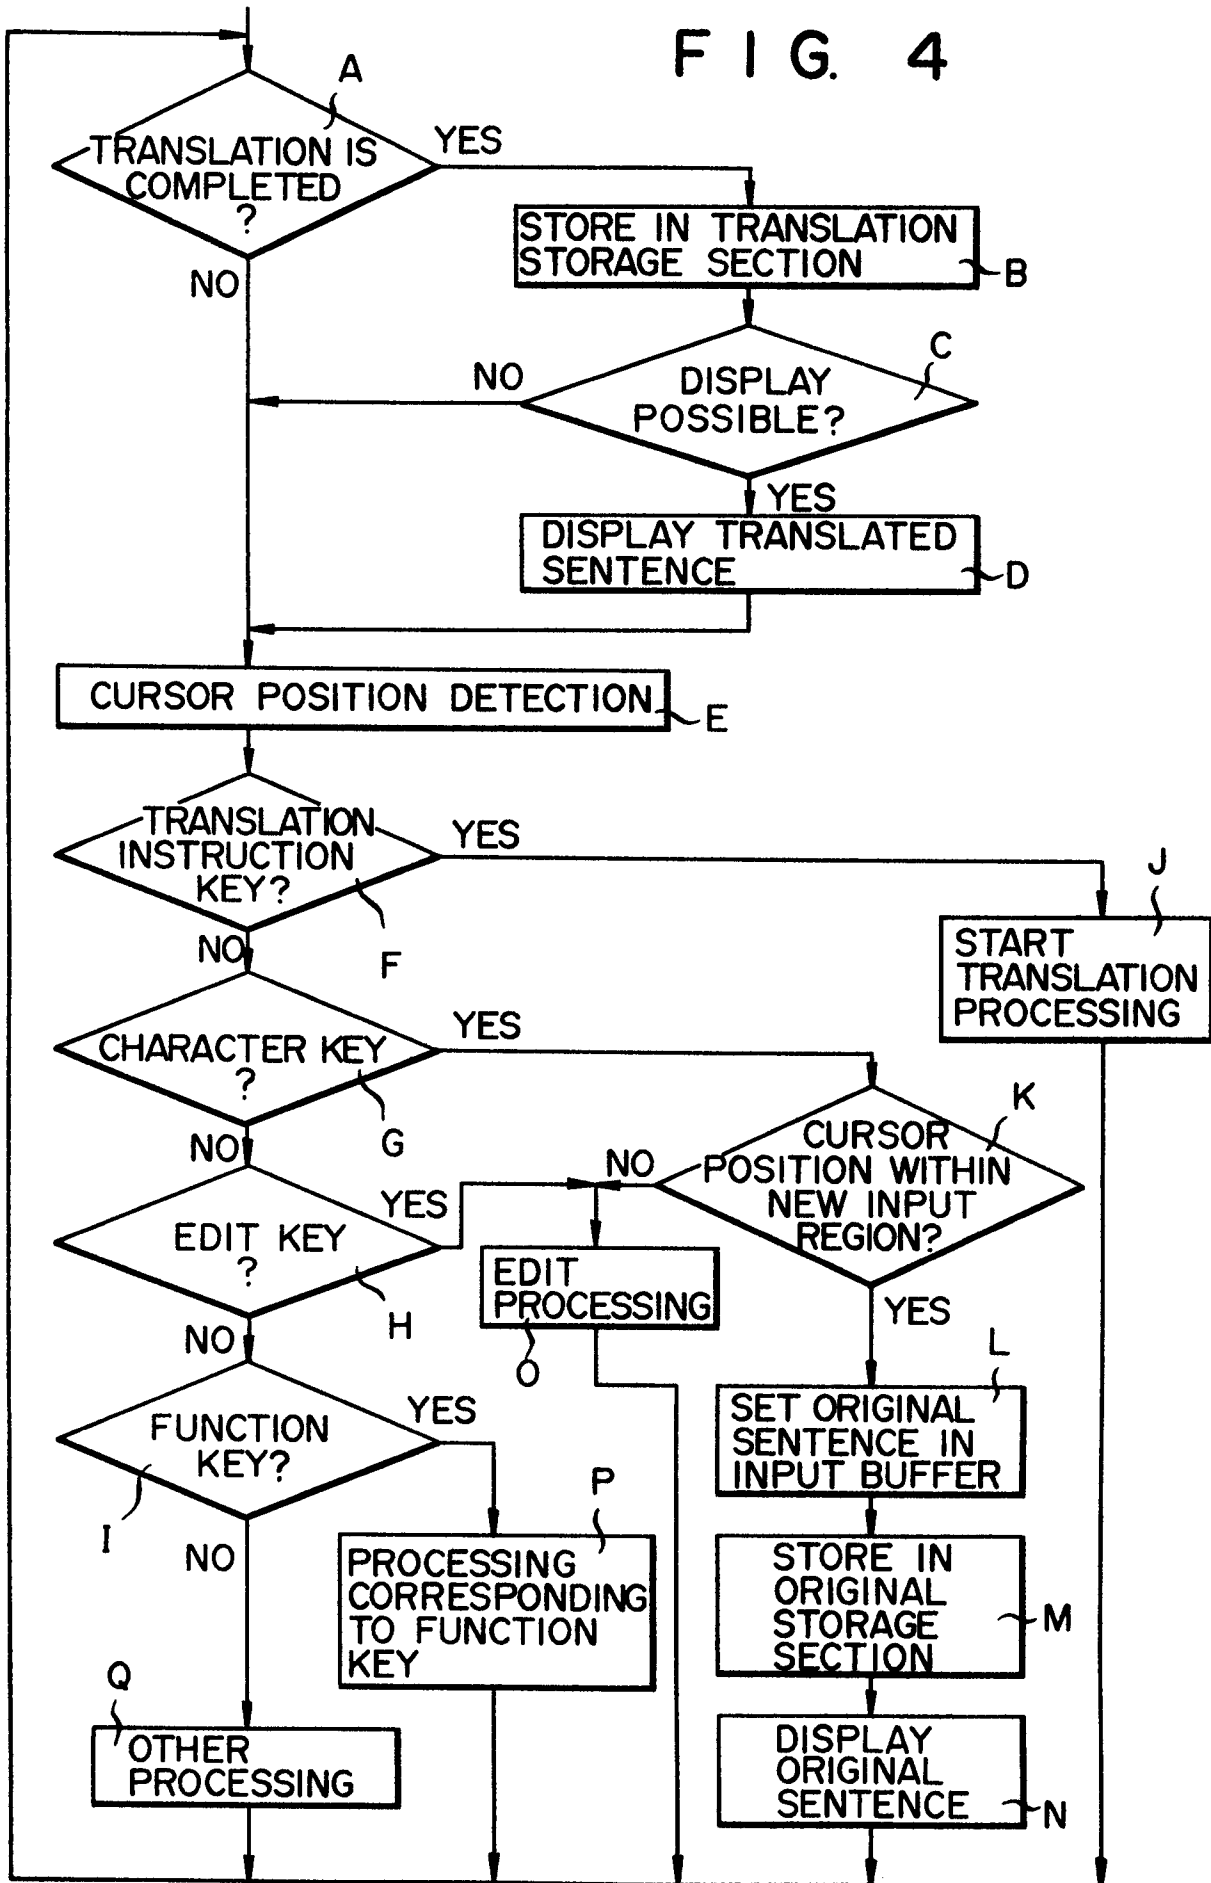 FIG. 4
A
TRANSLATION IS
COMPLETED
?
YES
NO
STORE IN TRANSLATION
STORAGE SECTION
B
C
DISPLAY
POSSIBLE?
NO
YES
DISPLAY TRANSLATED
SENTENCE
D
CURSOR POSITION DETECTION
E
TRANSLATION
INSTRUCTION
KEY?
YES
F
NO
J
START
TRANSLATION
PROCESSING
CHARACTER KEY
?
YES
G
NO
K
CURSOR
POSITION WITHIN
NEW INPUT
REGION?
NO
YES
EDIT KEY
?
YES
H
NO
EDIT
PROCESSING
O
L
SET ORIGINAL
SENTENCE IN
INPUT BUFFER
FUNCTION
KEY?
YES
I
NO
P
PROCESSING
CORRESPONDING
TO FUNCTION
KEY
STORE IN
ORIGINAL
STORAGE
SECTION
M
Q
OTHER
PROCESSING
DISPLAY
ORIGINAL
SENTENCE
N